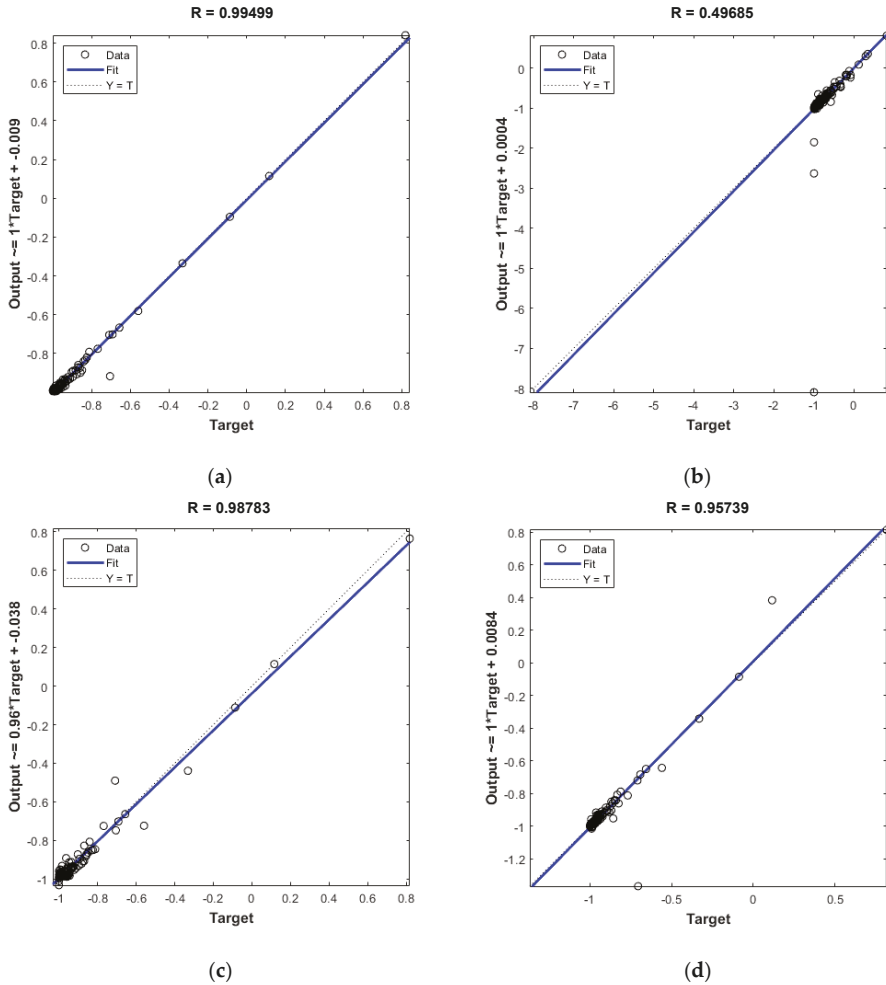 R = 0.99499
Output ~= 1*Target + -0.009
0.8
0.6
0.4
0.2
0
-0.2
-0.4
-0.6
-0.8
Data
Fit
Y = T
-0.8 -0.6 -0.4 -0.2 0 0.2 0.4 0.6 0.8
Target
(a)
R = 0.49685
Output ~= 1*Target + 0.0004
0
-1
-2
-3
-4
-5
-6
-7
-8
Data
Fit
Y = T
-8 -7 -6 -5 -4 -3 -2 -1 0
Target
(b)
R = 0.98783
Output ~= 0.96*Target + -0.038
0.8
0.6
0.4
0.2
0
-0.2
-0.4
-0.6
-0.8
-1
Data
Fit
Y = T
-1 -0.8 -0.6 -0.4 -0.2 0 0.2 0.4 0.6 0.8
Target
(c)
R = 0.95739
Output ~= 1*Target + 0.0084
0.8
0.6
0.4
0.2
0
-0.2
-0.4
-0.6
-0.8
-1
-1.2
Data
Fit
Y = T
-1 -0.5 0 0.5
Target
(d)